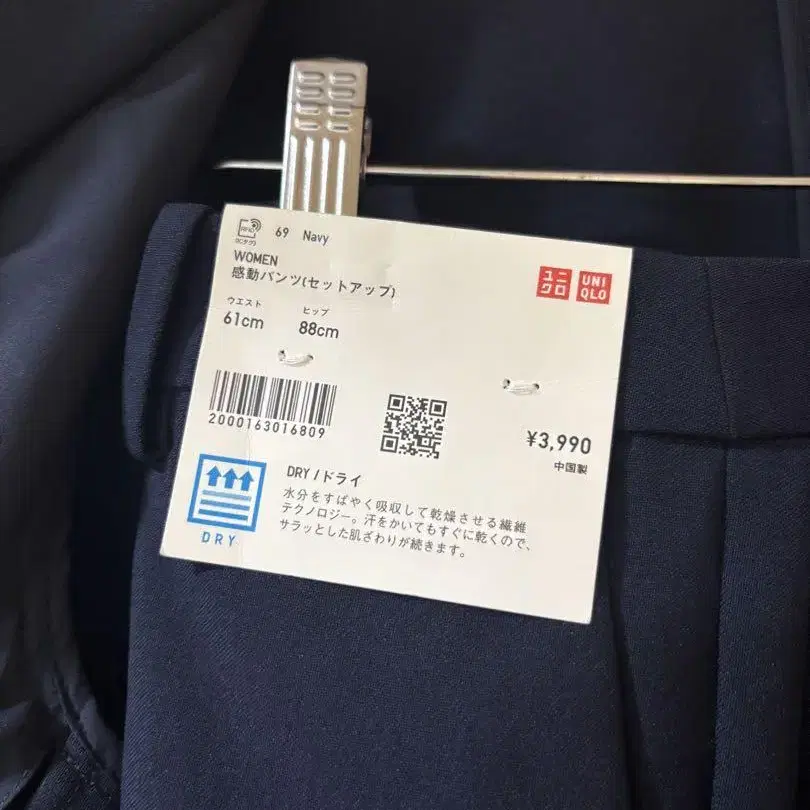 RFID
69 Navy
WOMEN
感動パンツ(セットアップ)
ウエスト ヒップ
61cm 88cm
ユニ
クロ
UNI
QLO
2000163016809
¥3,990
中国製
DRY
DRY / ドライ
水分をすばやく吸収して乾燥させる繊維
テクノロジー。汗をかいてもすぐに乾くので、
サラッとした肌ざわりが続きます。